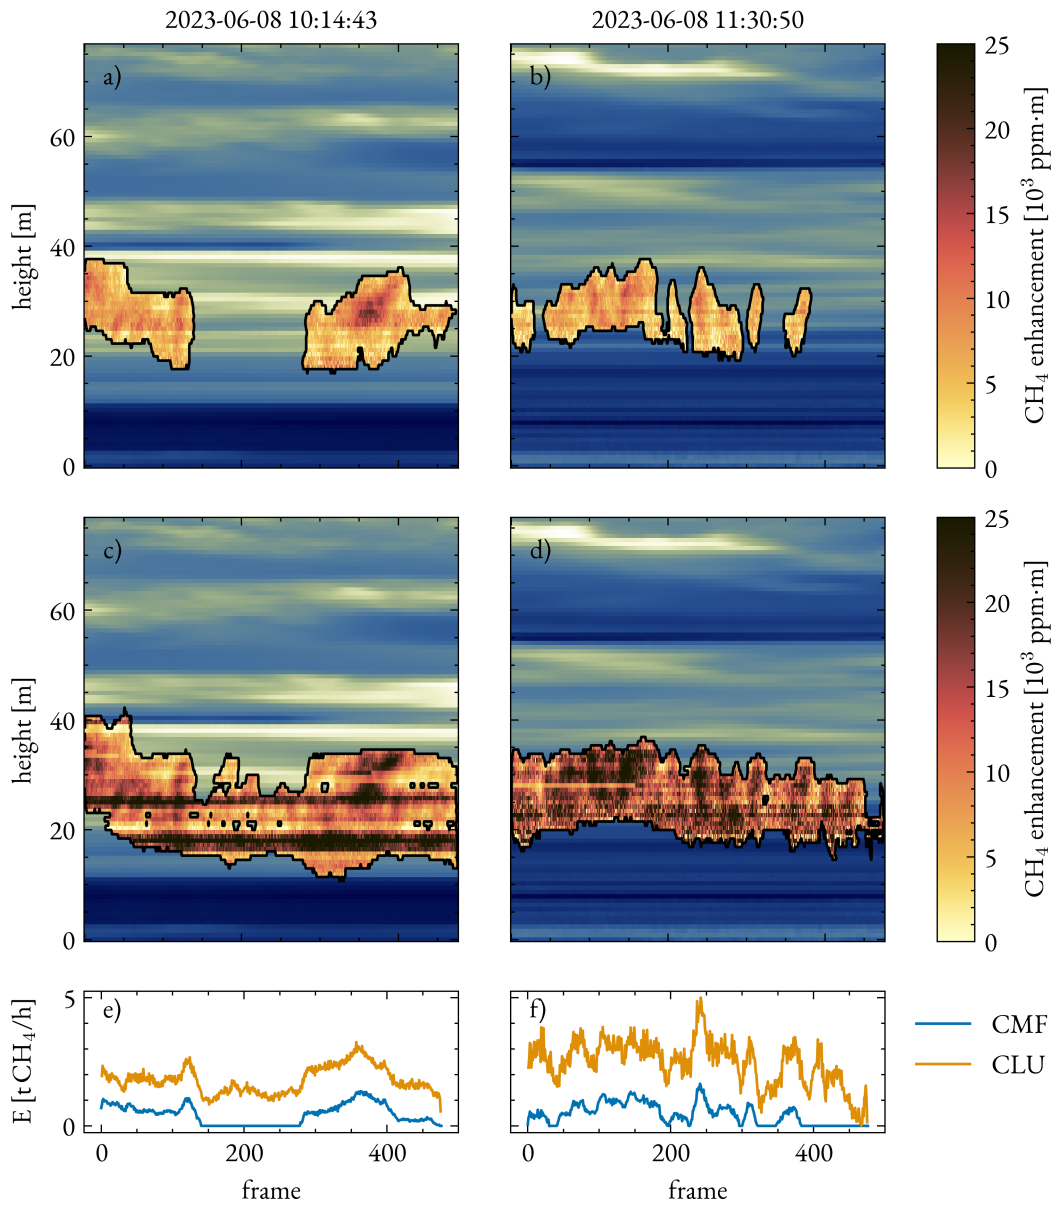 2023-06-08 10:14:43
2023-06-08 11:30:50
a)
b)
height [m]
60
40
20
0
25
20
15
10
5
0
CH₄ enhancement [10³ ppm·m]
c)
d)
height [m]
60
40
20
0
25
20
15
10
5
0
CH₄ enhancement [10³ ppm·m]
e)
f)
E [t CH₄/h]
5
0
CMF
CLU
0 200 400
0 200 400
frame
frame